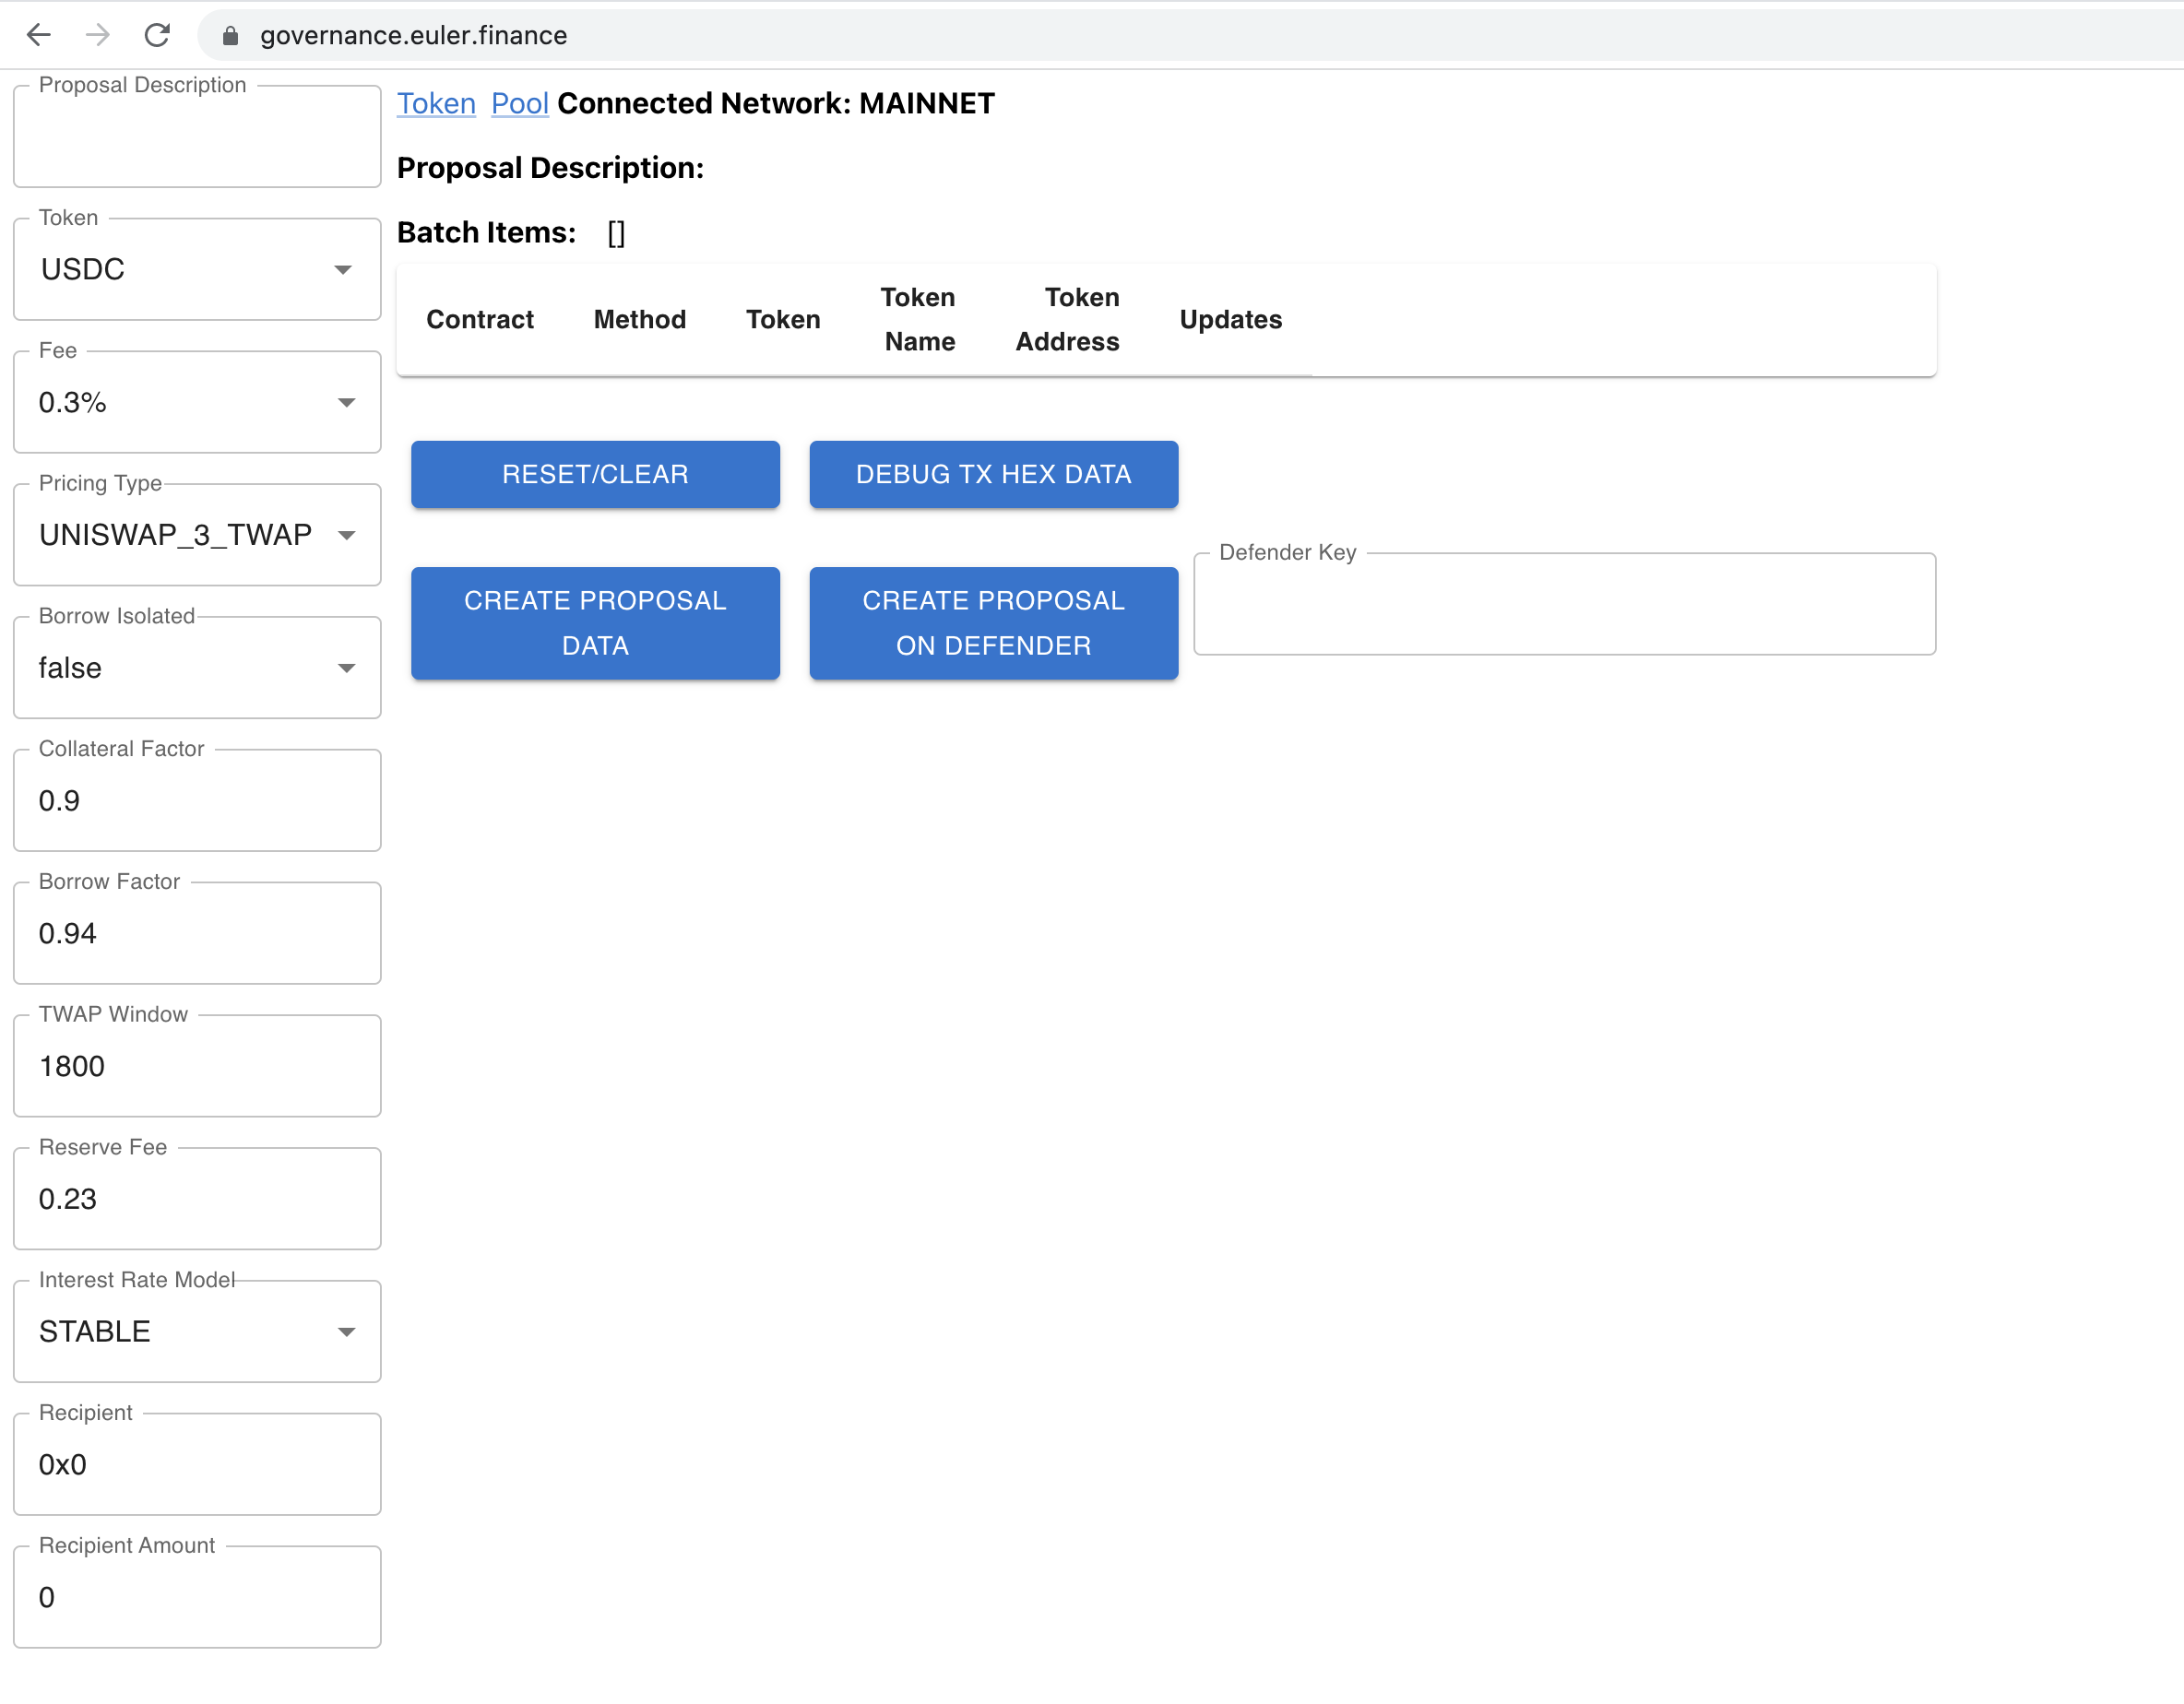 governance.euler.finance
Proposal Description
Token
USDC
Fee
0.3%
Pricing Type
UNISWAP_3_TWAP
Borrow Isolated
false
Collateral Factor
0.9
Borrow Factor
0.94
TWAP Window
1800
Reserve Fee
0.23
Interest Rate Model
STABLE
Recipient
0x0
Recipient Amount
0
Token Pool Connected Network: MAINNET
Proposal Description:
Batch Items: []
Contract Method Token Token Name Token Address Updates
RESET/CLEAR DEBUG TX HEX DATA
CREATE PROPOSAL DATA
CREATE PROPOSAL ON DEFENDER
Defender Key